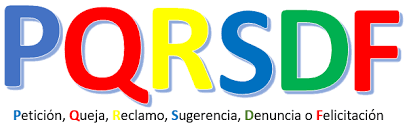 PQRSDF
Petición, Queja, Reclamo, Sugerencia, Denuncia o Felicitación